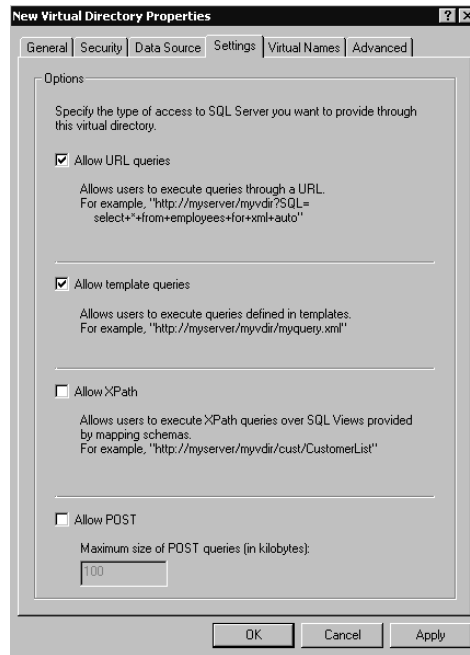 New Virtual Directory Properties
General Security Data Source Settings Virtual Names Advanced
Options
Specify the type of access to SQL Server you want to provide through
this virtual directory.
Allow URL queries
Allows users to execute queries through a URL.
For example, "http://myserver/myvdir?SQL=
select+*+from+employees+for+xml+auto"
Allow template queries
Allows users to execute queries defined in templates.
For example, "http://myserver/myvdir/myquery.xml"
Allow XPath
Allows users to execute XPath queries over SQL Views provided
by mapping schemas.
For example, "http://myserver/myvdir/cust/CustomerList"
Allow POST
Maximum size of POST queries (in kilobytes):
100
OK Cancel Apply